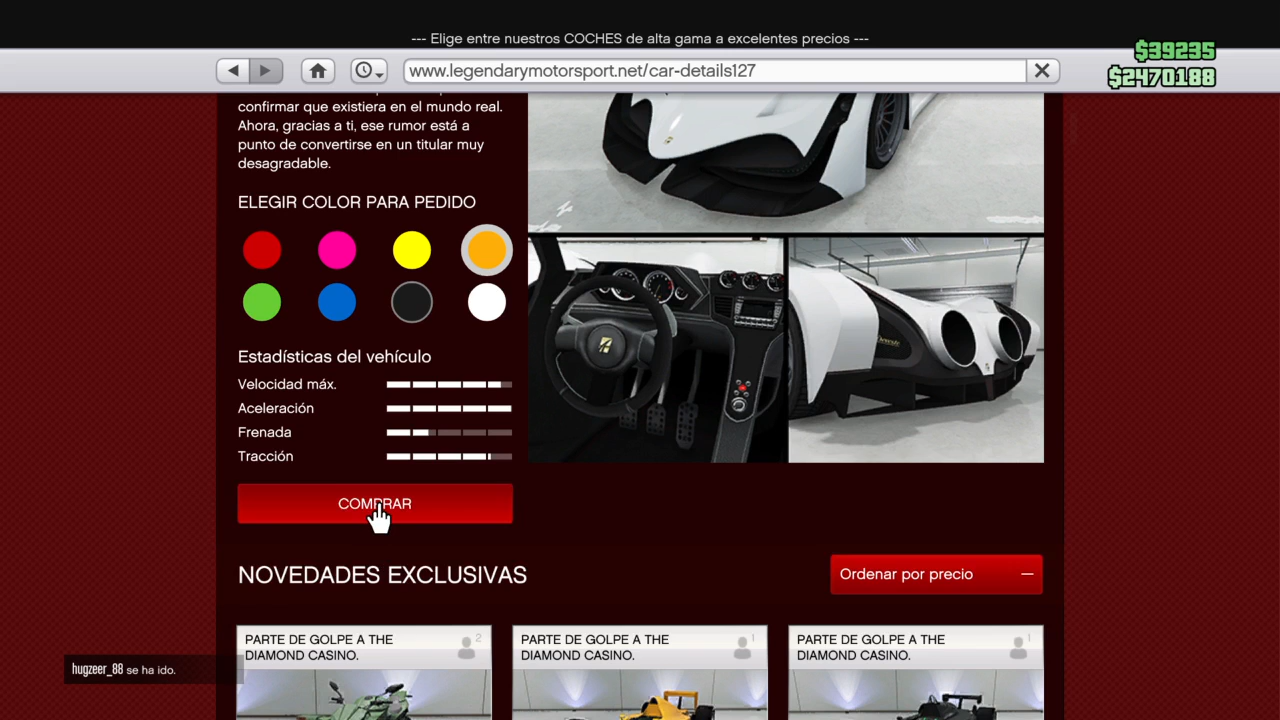 --- Elige entre nuestros COCHES de alta gama a excelentes precios ---
$39235
www.legendarymotorsport.net/car-details127
$2470188
confirmar que existiera en el mundo real.
Ahora, gracias a ti, ese rumor está a
punto de convertirse en un titular muy
desagradable.
ELEGIR COLOR PARA PEDIDO
Estadísticas del vehículo
Velocidad máx.
Aceleración
Frenada
Tracción
COMPRAR
NOVEDADES EXCLUSIVAS
Ordenar por precio
PARTE DE GOLPE A THE
DIAMOND CASINO.
2
PARTE DE GOLPE A THE
DIAMOND CASINO.
1
PARTE DE GOLPE A THE
DIAMOND CASINO.
1
hugzeer_88 se ha ido.